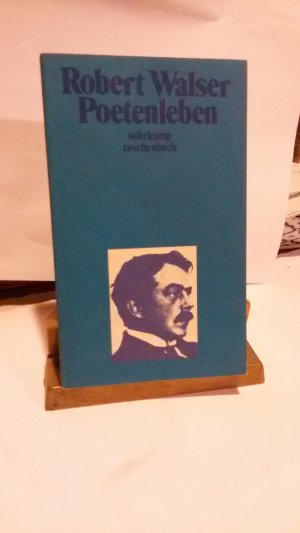 Robert Walser
Poetenleben
suhrkamp
taschenbuch